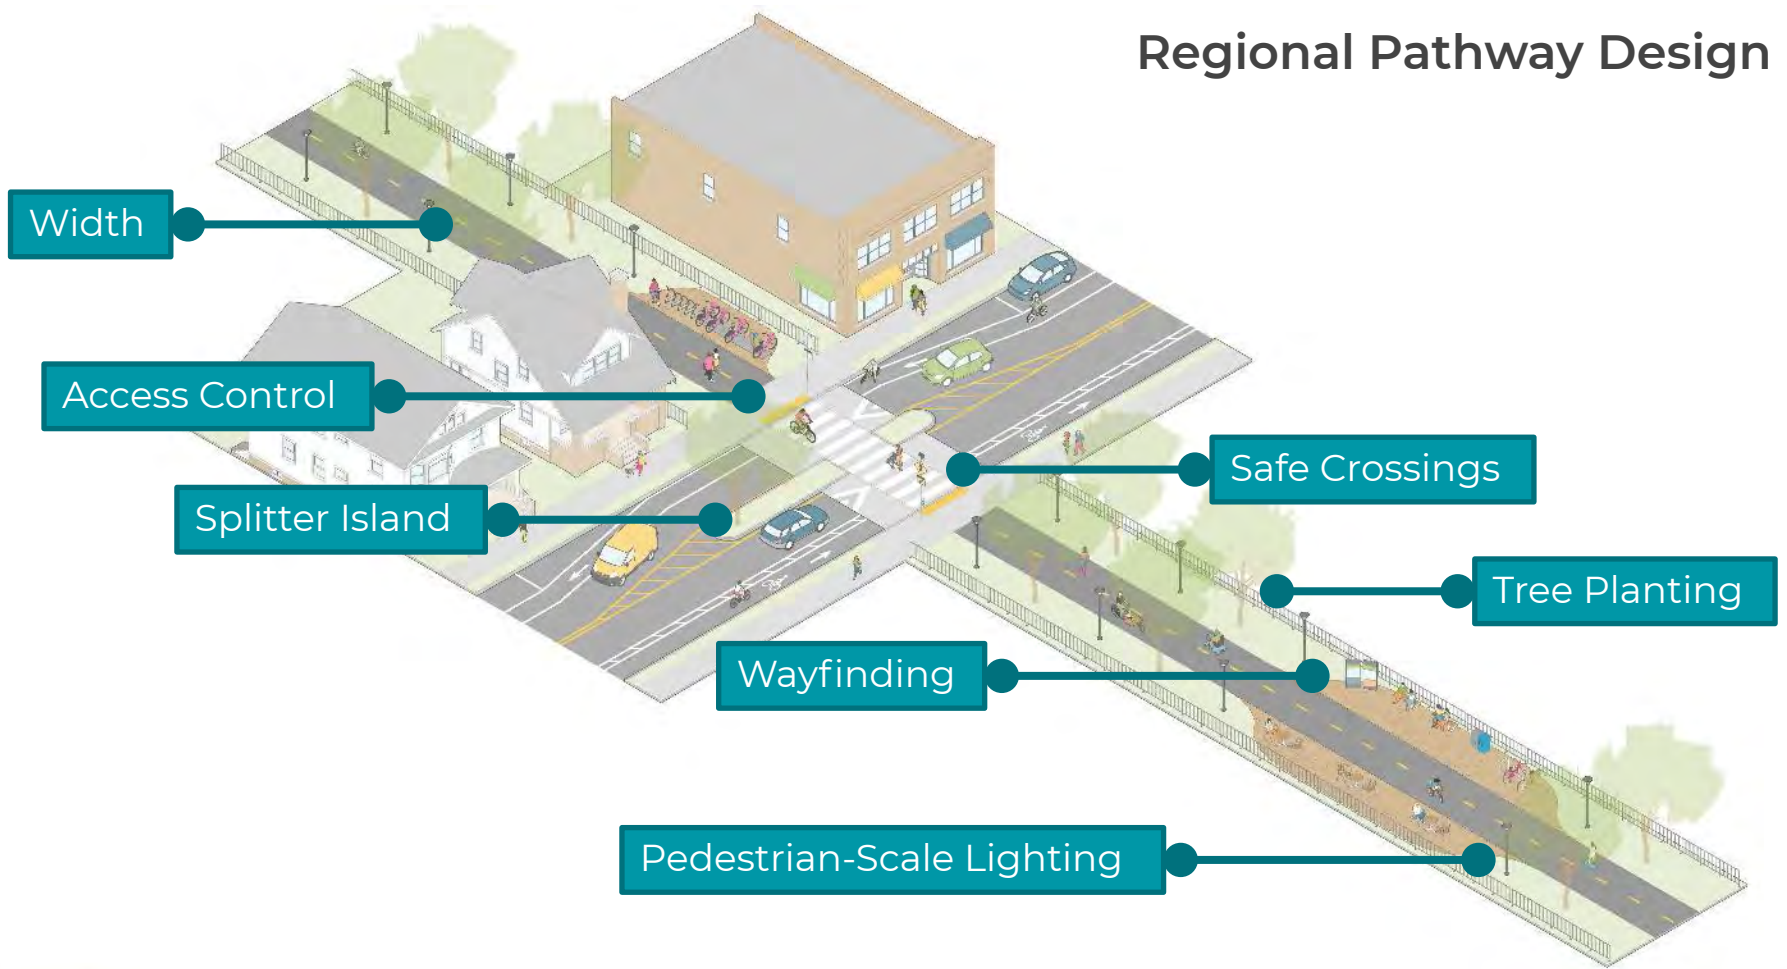 Regional Pathway Design
Width
Access Control
Splitter Island
Safe Crossings
Tree Planting
Wayfinding
Pedestrian-Scale Lighting